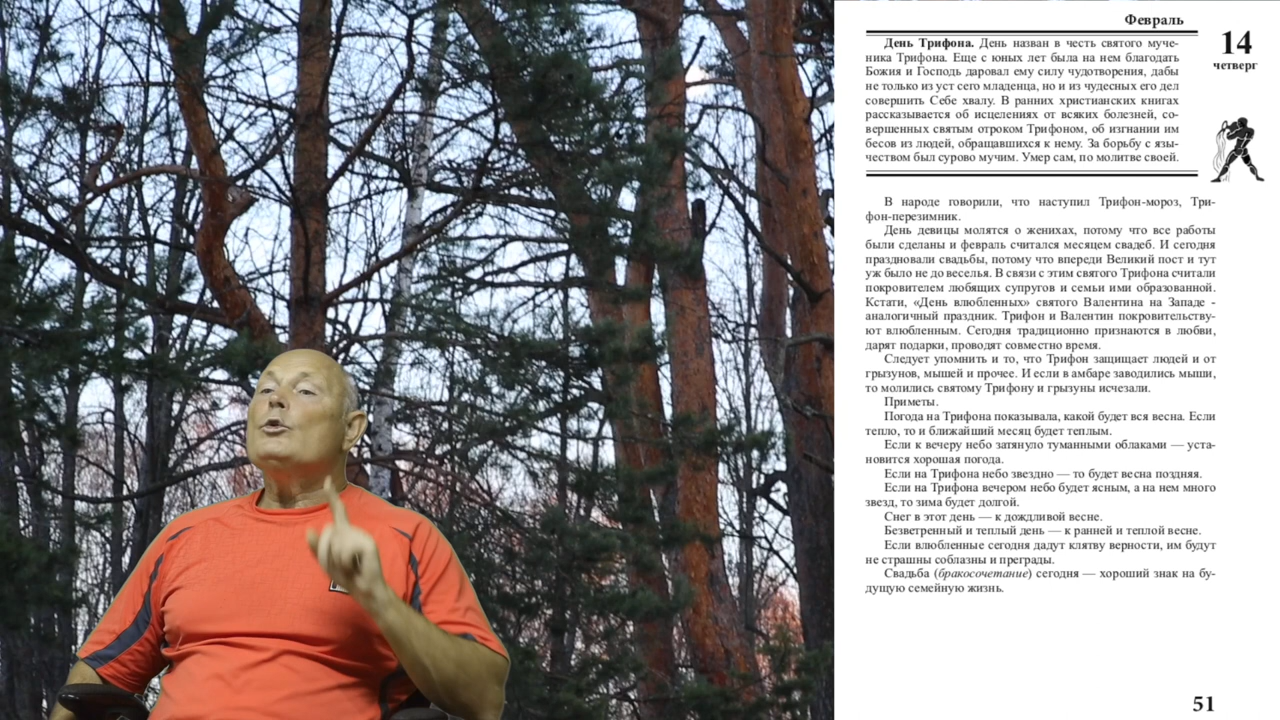 Февраль
14
четверг
День Трифона. День назван в честь святого муче-
ника Трифона. Еще с юных лет была на нем благодать
Божия и Господь даровал ему силу чудотворения, дабы
не только из уст сего младенца, но и из чудесных его дел
совершить Себе хвалу. В ранних христианских книгах
рассказывается об исцелениях от всяких болезней, со-
вершенных святым отроком Трифоном, об изгнании им
бесов из людей, обращавшихся к нему. За борьбу с язы-
чеством был сурово мучим. Умер сам, по молитве своей.
В народе говорили, что наступил Трифон-мороз, Три-
фон-перезимник.
День девицы молятся о женихах, потому что все работы
были сделаны и февраль считался месяцем свадеб. И сегодня
праздновали свадьбы, потому что впереди Великий пост и тут
уж было не до веселья. В связи с этим святого Трифона считали
покровителем любящих супругов и семьи ими образованной.
Кстати, «День влюбленных» святого Валентина на Западе -
аналогичный праздник. Трифон и Валентин покровительству-
ют влюбленным. Сегодня традиционно признаются в любви,
дарят подарки, проводят совместно время.
Следует упомнить и то, что Трифон защищает людей и от
грызунов, мышей и прочее. И если в амбаре заводились мыши,
то молились святому Трифону и грызуны исчезали.
Приметы.
Погода на Трифона показывала, какой будет вся весна. Если
тепло, то и ближайший месяц будет теплым.
Если к вечеру небо затянуло туманными облаками — уста-
новится хорошая погода.
Если на Трифона небо звездно — то будет весна поздняя.
Если на Трифона вечером небо будет ясным, а на нем много
звезд, то зима будет долгой.
Снег в этот день — к дождливой весне.
Безветренный и теплый день — к ранней и теплой весне.
Если влюбленные сегодня дадут клятву верности, им будут
не страшны соблазны и преграды.
Свадьба (бракосочетание) сегодня — хороший знак на бу-
дущую семейную жизнь.
51